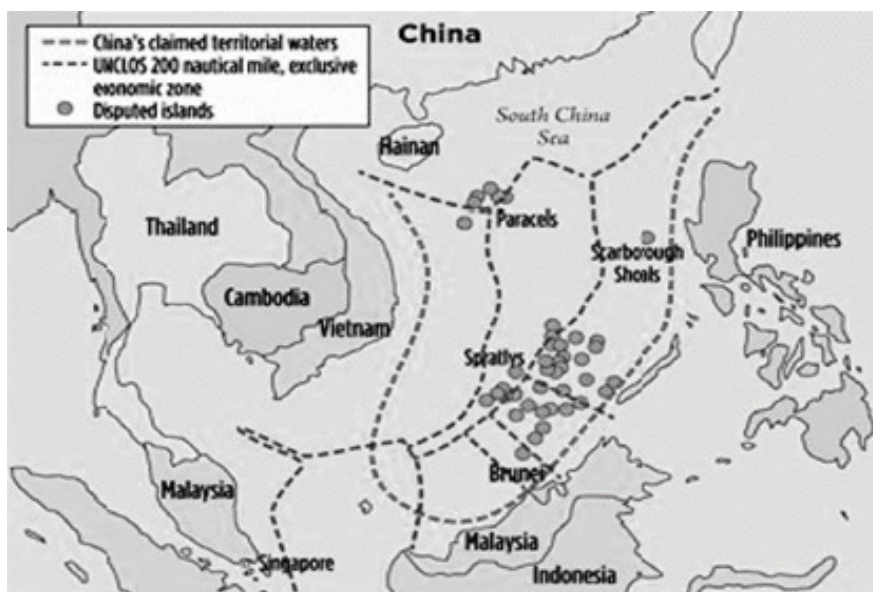 China
China's claimed territorial waters
UNCLOS 200 nautical mile, exclusive
economic zone
Disputed islands
South China
Sea
Hainan
Paracels
Thailand
Scarborough
Shoals
Philippines
Cambodia
Vietnam
Spratlys
Brunei
Malaysia
Singapore
Malaysia
Indonesia